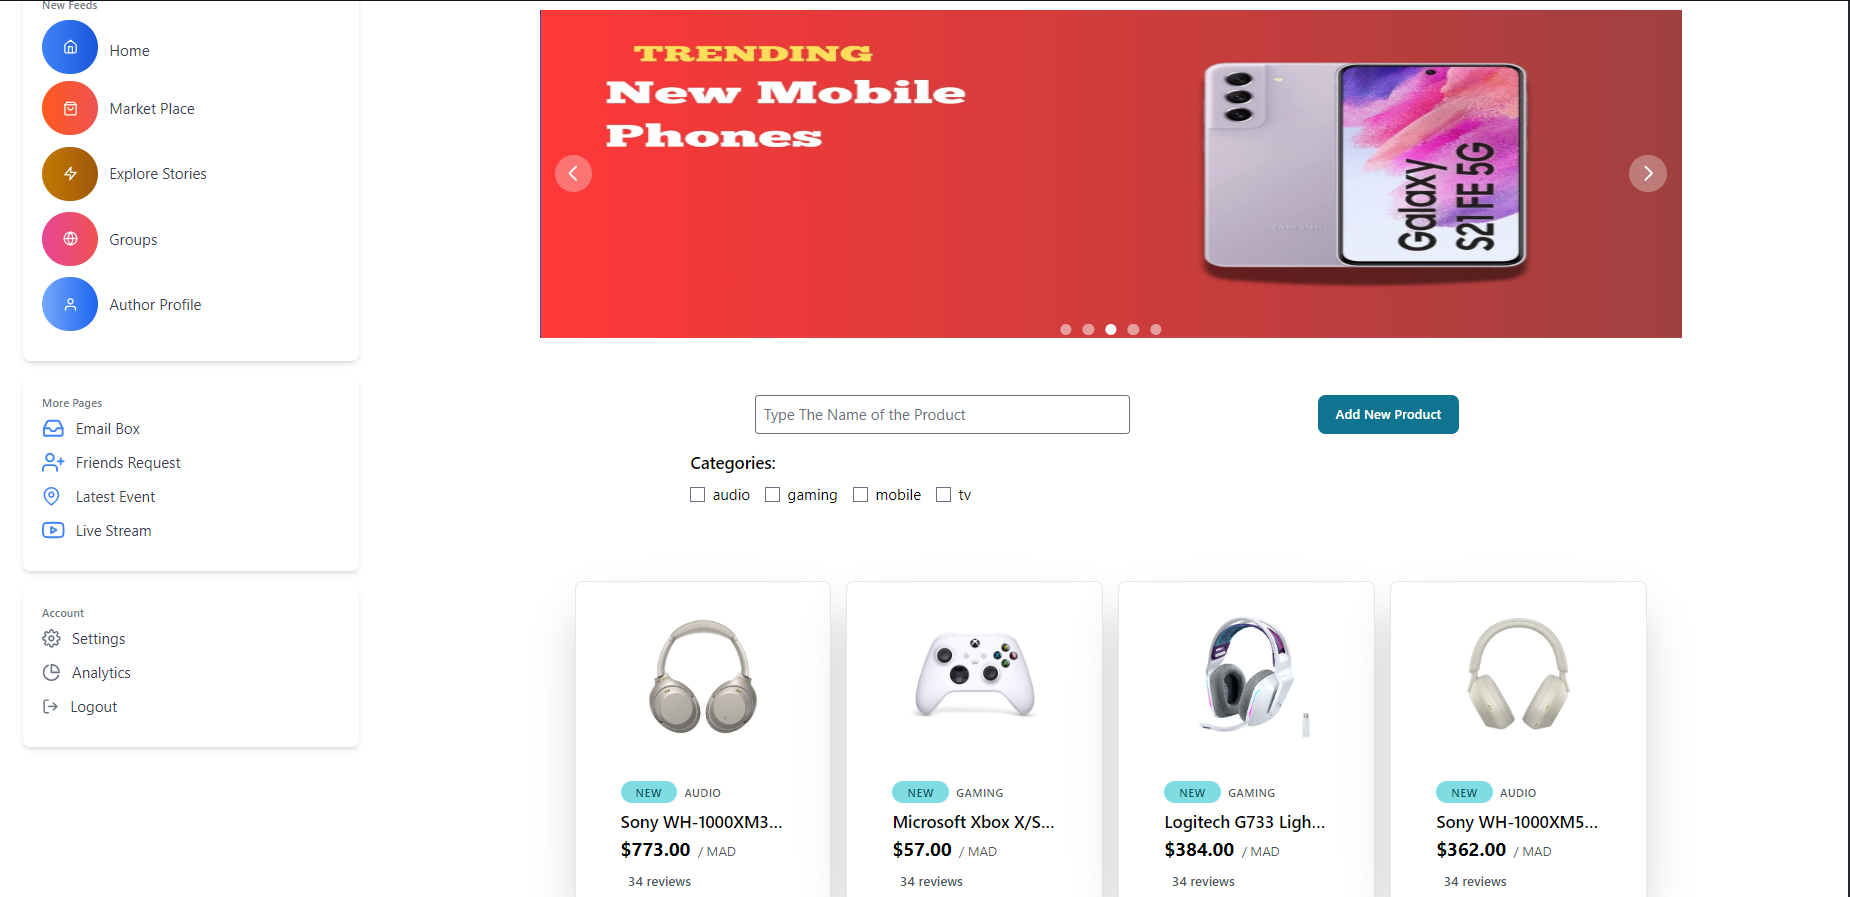 New Feeds
Home
Market Place
Explore Stories
Groups
Author Profile
More Pages
Email Box
Friends Request
Latest Event
Live Stream
Account
Settings
Analytics
Logout
TRENDING
New Mobile
Phones
SAMSUNG
Galaxy
S21 FE 5G
Type The Name of the Product
Add New Product
Categories:
audio gaming mobile tv
NEW AUDIO
Sony WH-1000XM3...
$773.00 / MAD
34 reviews
NEW GAMING
Microsoft Xbox X/S...
$57.00 / MAD
34 reviews
NEW GAMING
Logitech G733 Ligh...
$384.00 / MAD
34 reviews
NEW AUDIO
Sony WH-1000XM5...
$362.00 / MAD
34 reviews